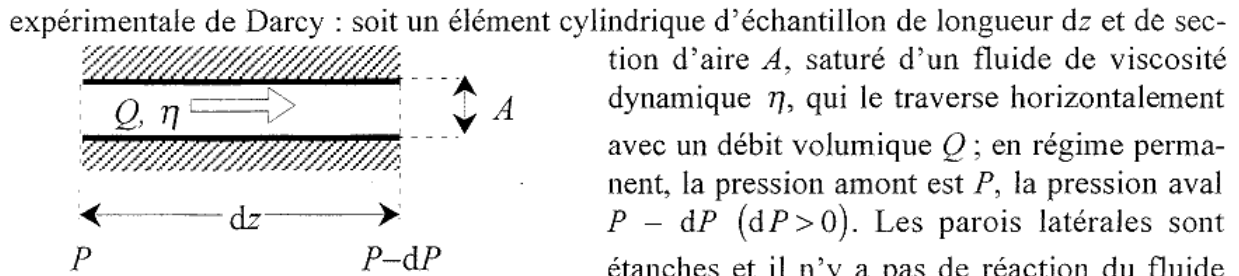 expérimentale de Darcy : soit un élément cylindrique d'échantillon de longueur dz et de sec-
tion d'aire A, saturé d'un fluide de viscosité
dynamique η, qui le traverse horizontalement
avec un débit volumique Q ; en régime perma-
nent, la pression amont est P, la pression aval
P – dP (dP > 0). Les parois latérales sont
étanches et il n'y a pas de réaction du fluide
Q, η
A
dz
P
P–dP